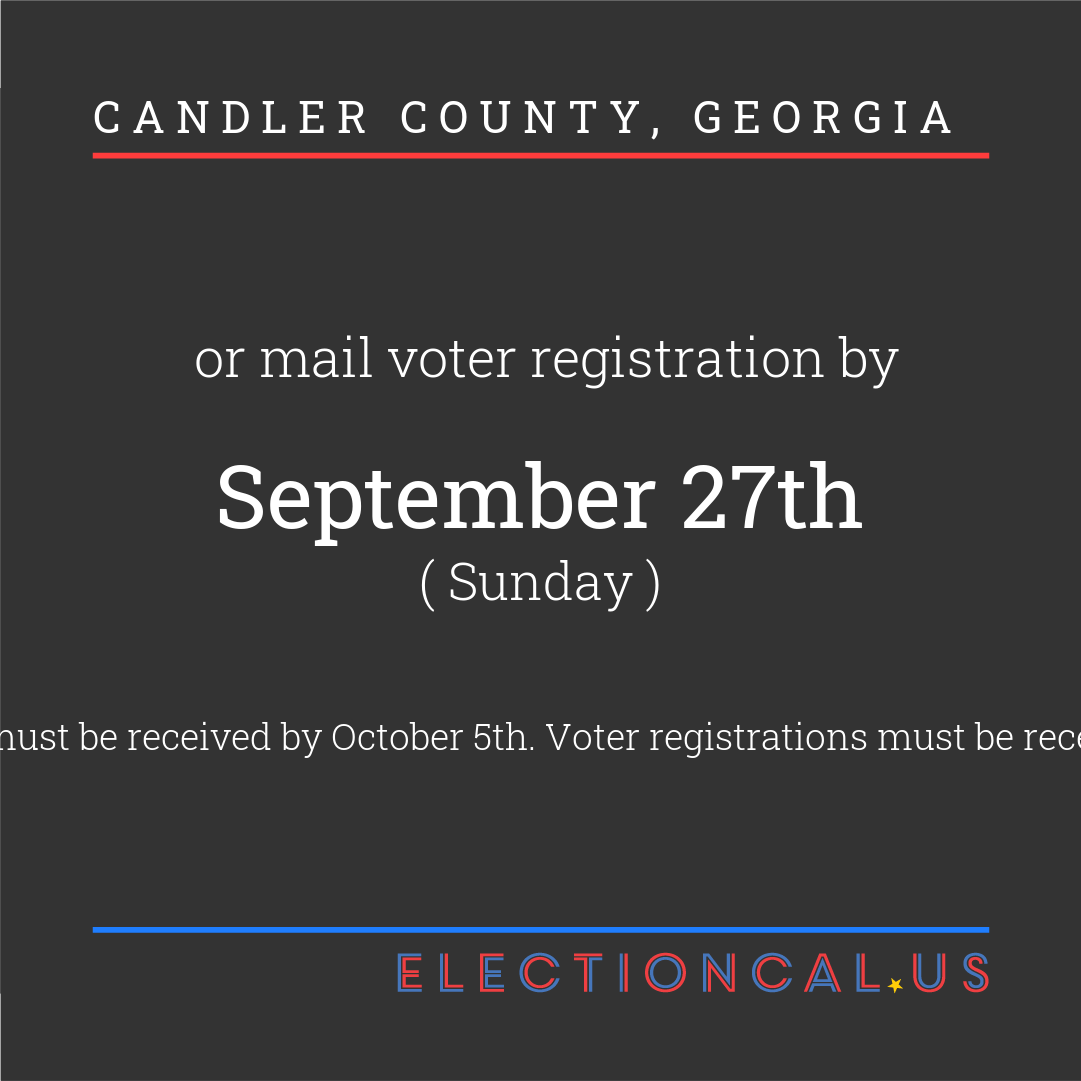 CANDLER COUNTY, GEORGIA
or mail voter registration by
September 27th
( Sunday )
must be received by October 5th. Voter registrations must be
ELECTIONCAL.US